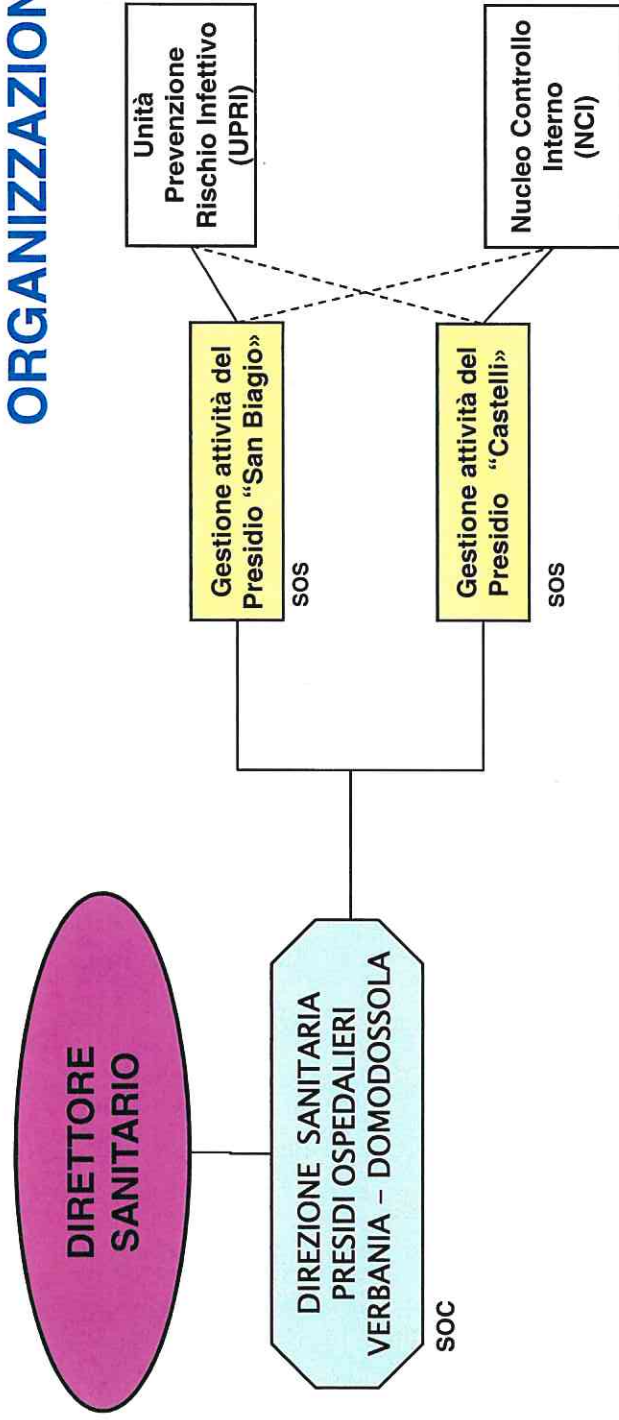 ORGANIZZAZION
DIRETTORE
SANITARIO
DIREZIONE SANITARIA
PRESIDI OSPEDALIERI
VERBANIA – DOMODOSSOLA
SOC
Gestione attività del
Presidio “San Biagio»
SOS
Gestione attività del
Presidio “Castelli»
SOS
Unità
Prevenzione
Rischio Infettivo
(UPRI)
Nucleo Controllo
Interno
(NCI)